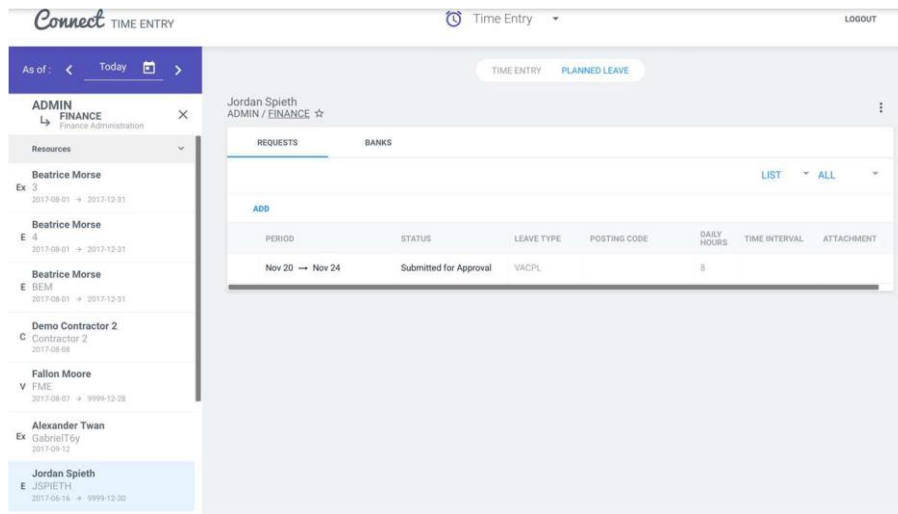 Connect TIME ENTRY
Time Entry
LOGOUT
As of : Today
TIME ENTRY PLANNED LEAVE
ADMIN
FINANCE
Finance Administration
Resources
Beatrice Morse
Ex 3
2017-08-01 → 2017-12-31
Beatrice Morse
E 4
2017-08-01 → 2017-12-31
Beatrice Morse
E BEM
2017-08-01 → 2017-12-31
Demo Contractor 2
C Contractor 2
2017-08-08
Fallon Moore
V FME
2017-08-07 → 9999-12-28
Alexander Twan
Ex GabrielT6y
2017-09-12
Jordan Spieth
E JSPIETH
2017-06-16 → 9999-12-30
Jordan Spieth
ADMIN / FINANCE
REQUESTS BANKS
LIST ALL
ADD
PERIOD STATUS LEAVE TYPE POSTING CODE DAILY HOURS TIME INTERVAL ATTACHMENT
Nov 20 → Nov 24 Submitted for Approval VACPL 8